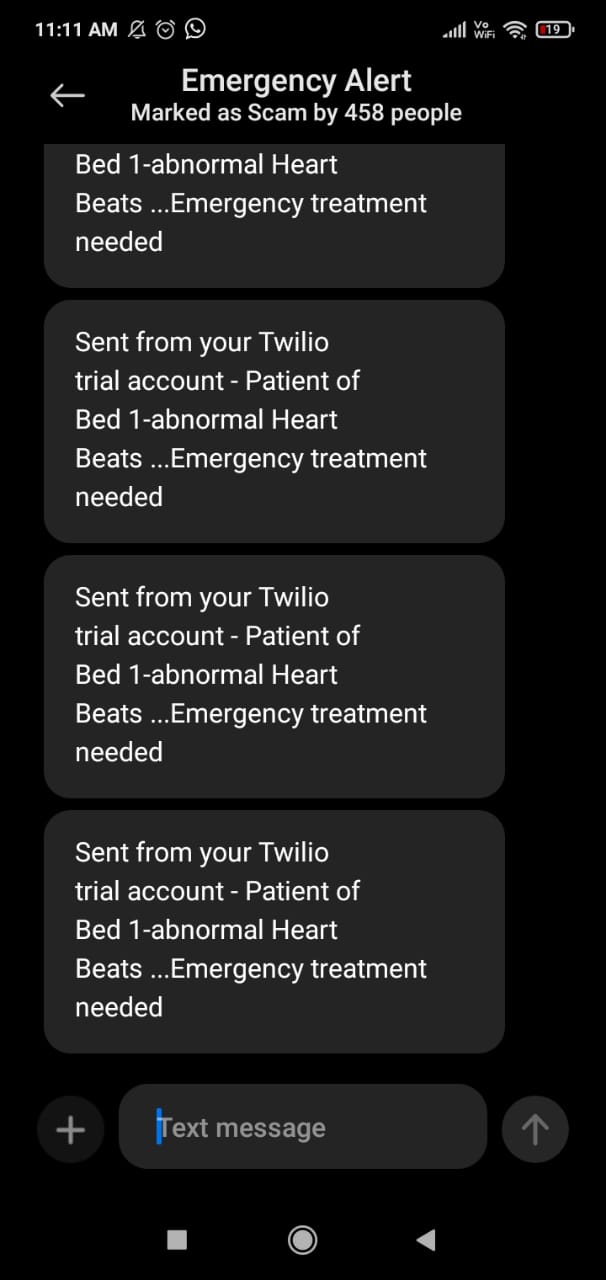 11:11 AM Vo WiFi 19
Emergency Alert
Marked as Scam by 458 people
Bed 1-abnormal Heart
Beats ...Emergency treatment
needed
Sent from your Twilio
trial account - Patient of
Bed 1-abnormal Heart
Beats ...Emergency treatment
needed
Sent from your Twilio
trial account - Patient of
Bed 1-abnormal Heart
Beats ...Emergency treatment
needed
Sent from your Twilio
trial account - Patient of
Bed 1-abnormal Heart
Beats ...Emergency treatment
needed
Text message